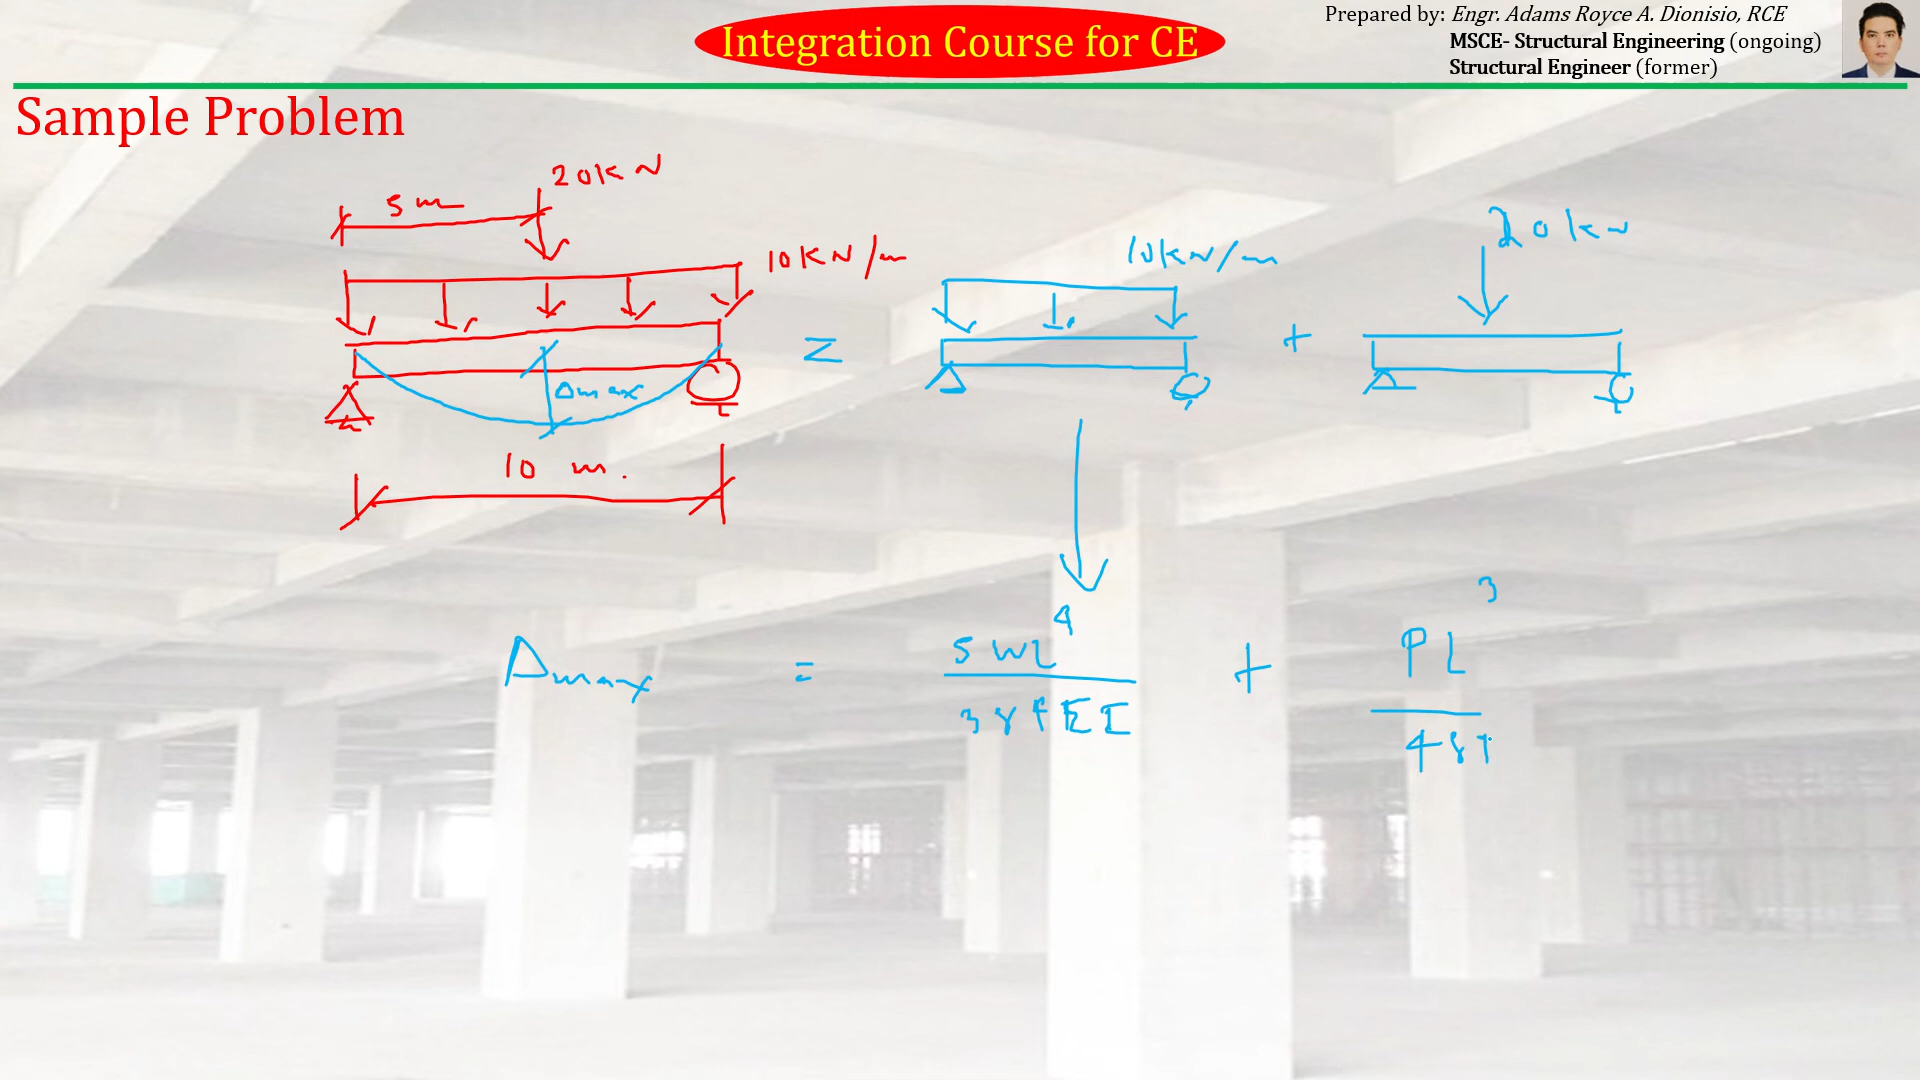 Integration Course for CE
Prepared by: Engr. Adams Royce A. Dionisio, RCE
MSCE- Structural Engineering (ongoing)
Structural Engineer (former)
Sample Problem
20kN
5m
10KN/m
Δmax
10 m.
=
10kN/m
+
20kN
Δmax = 5wL⁴ / 384EI + PL³ / 48